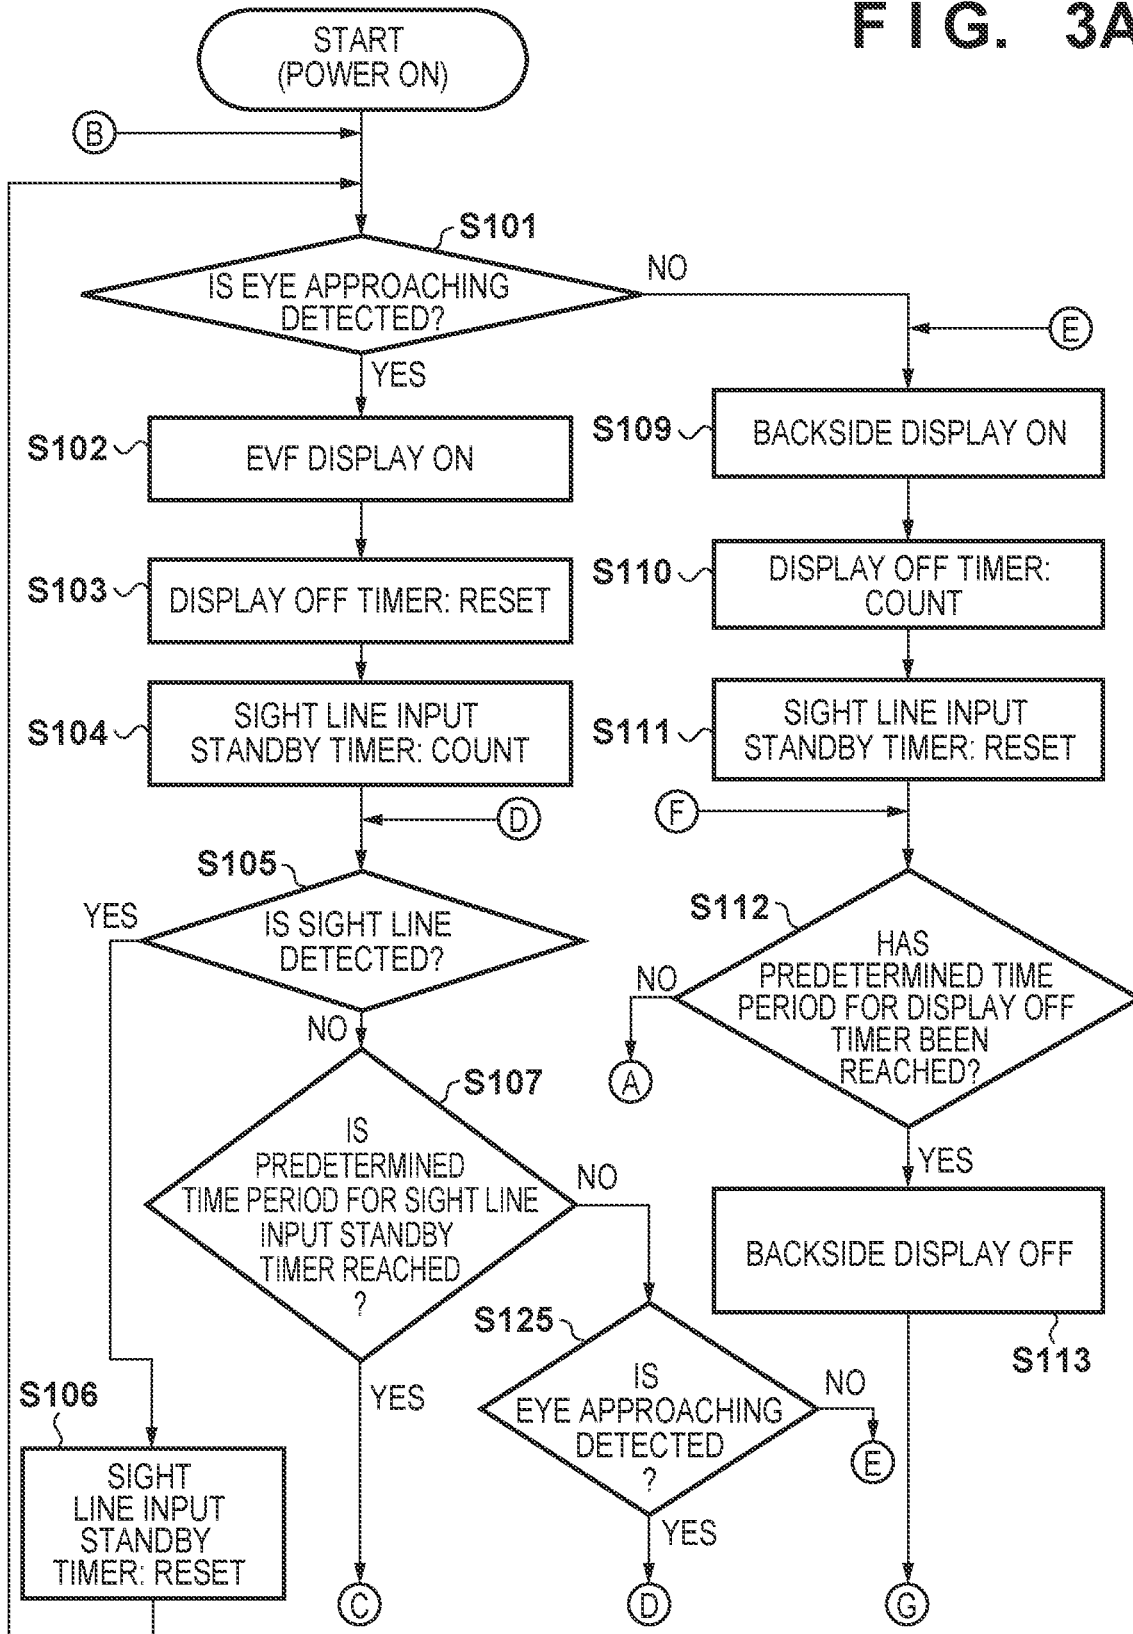 FIG. 3A
START
(POWER ON)
B
S101
IS EYE APPROACHING
DETECTED?
NO
E
YES
S102
EVF DISPLAY ON
S109
BACKSIDE DISPLAY ON
S103
DISPLAY OFF TIMER: RESET
S110
DISPLAY OFF TIMER:
COUNT
S104
SIGHT LINE INPUT
STANDBY TIMER: COUNT
S111
SIGHT LINE INPUT
STANDBY TIMER: RESET
D
F
S105
YES
IS SIGHT LINE
DETECTED?
NO
S112
HAS
PREDETERMINED TIME
PERIOD FOR DISPLAY OFF
TIMER BEEN
REACHED?
NO
A
YES
S107
IS
PREDETERMINED
TIME PERIOD FOR SIGHT LINE
INPUT STANDBY
TIMER REACHED
?
NO
YES
BACKSIDE DISPLAY OFF
S113
S125
IS
EYE APPROACHING
DETECTED
?
NO
E
YES
S106
SIGHT
LINE INPUT
STANDBY
TIMER: RESET
C
D
G